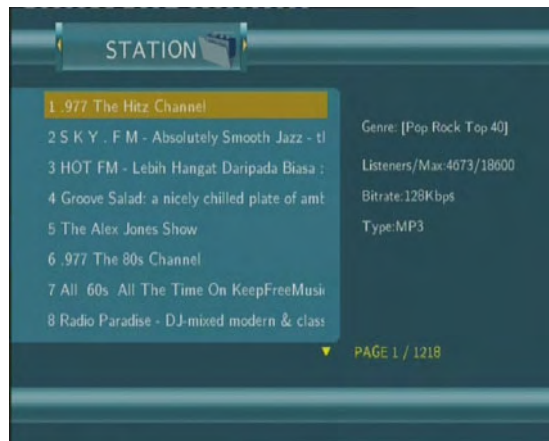 STATION
1 .977 The Hitz Channel
2 S K Y . F M - Absolutely Smooth Jazz - tl
3 HOT FM - Lebih Hangat Daripada Biasa :
4 Groove Salad: a nicely chilled plate of amt
5 The Alex Jones Show
6 .977 The 80s Channel
7 All 60s All The Time On KeepFreeMusic
8 Radio Paradise - DJ-mixed modern & class
Genre: [Pop Rock Top 40]
Listeners/Max:4673/18600
Bitrate:128Kbps
Type:MP3
PAGE 1 / 1218